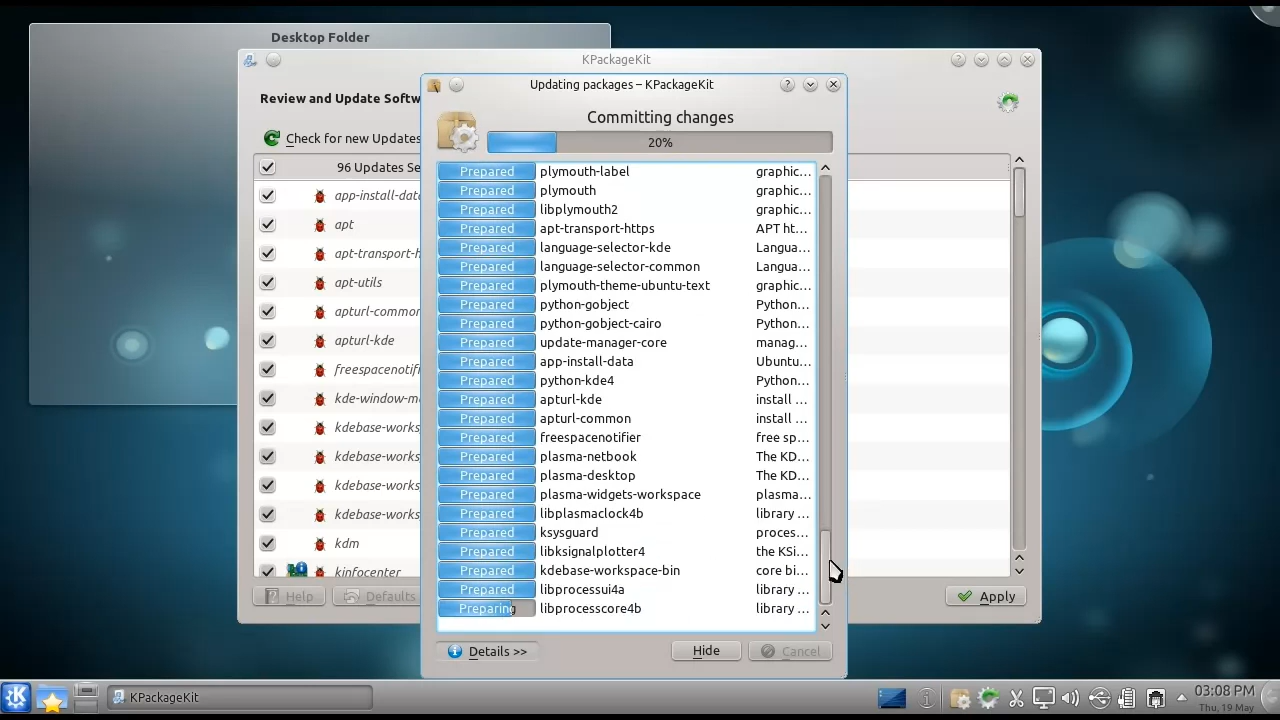 Desktop Folder
KPackageKit
Updating packages – KPackageKit
Review and Update Softw
Committing changes
20%
Check for new Updates
96 Updates Se
app-install-data
apt
apt-transport-h
apt-utils
apturl-common
apturl-kde
freespacenotifi
kde-window-m
kdebase-works
kdebase-works
kdebase-works
kdebase-works
kdm
kinfocenter
Prepared plymouth-label graphic...
Prepared plymouth graphic...
Prepared libplymouth2 graphic...
Prepared apt-transport-https APT ht...
Prepared language-selector-kde Langua...
Prepared language-selector-common Langua...
Prepared plymouth-theme-ubuntu-text graphic...
Prepared python-gobject Python...
Prepared python-gobject-cairo Python...
Prepared update-manager-core manag...
Prepared app-install-data Ubuntu...
Prepared python-kde4 Python...
Prepared apturl-kde install ...
Prepared apturl-common install ...
Prepared freespacenotifier free sp...
Prepared plasma-netbook The KD...
Prepared plasma-desktop The KD...
Prepared plasma-widgets-workspace plasma...
Prepared libplasmaclock4b library ...
Prepared ksysguard proces...
Prepared libksignalplotter4 the KSi...
Prepared kdebase-workspace-bin core bi...
Prepared libprocessui4a library ...
Preparing libprocesscore4b library ...
Help
Defaults
Apply
Details >>
Hide
Cancel
KPackageKit
03:08 PM
Thu, 19 May